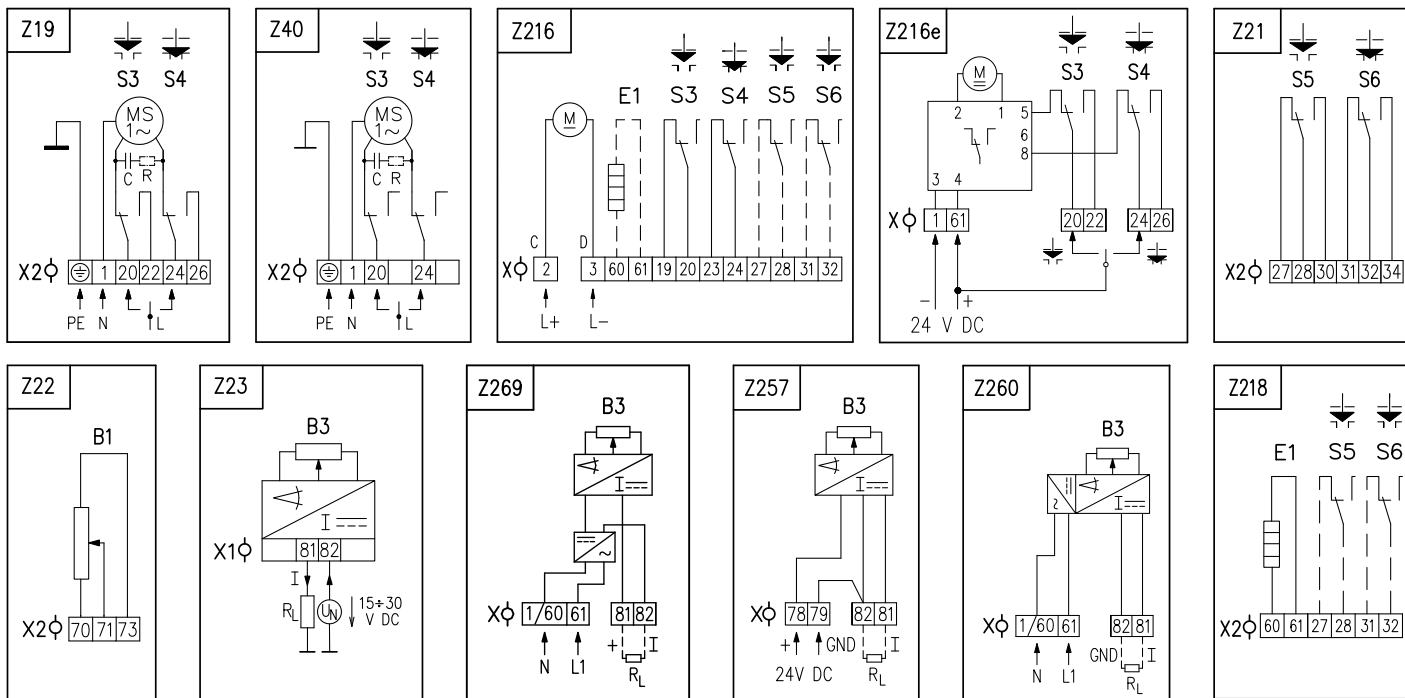 Z19
S3 S4
MS
1~
C R
X2 1 20 22 24 26
PE N L
Z40
S3 S4
MS
1~
C R
X2 1 20 24
PE N L
Z216
E1 S3 S4 S5 S6
M
C D
X 2 3 60 61 19 20 23 24 27 28 31 32
L+ L-
Z216e
S3 S4
M
2 1 5
6
8
3 4
X 1 61 20 22 24 26
- +
24 V DC
Z21
S5 S6
X2 27 28 30 31 32 34
Z22
B1
X2 70 71 73
Z23
B3
I
X1 81 82
I
RL UN 15÷30
V DC
Z269
B3
I
~
X 1/60 61 81 82
+ I
N L1 RL
Z257
B3
I
X 78 79 82 81
+ GND I
24V DC RL
Z260
B3
~ I
X 1/60 61 82 81
GND I
N L1 RL
Z218
E1 S5 S6
X2 60 61 27 28 31 32